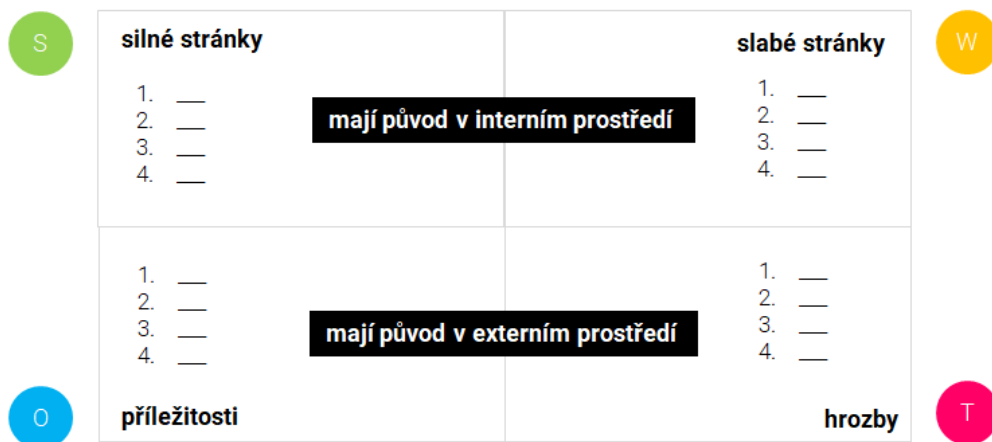 S
silné stránky
1. ___
2. ___
3. ___
4. ___
W
slabé stránky
1. ___
2. ___
3. ___
4. ___
mají původ v interním prostředí
1. ___
2. ___
3. ___
4. ___
O
příležitosti
1. ___
2. ___
3. ___
4. ___
T
hrozby
mají původ v externím prostředí